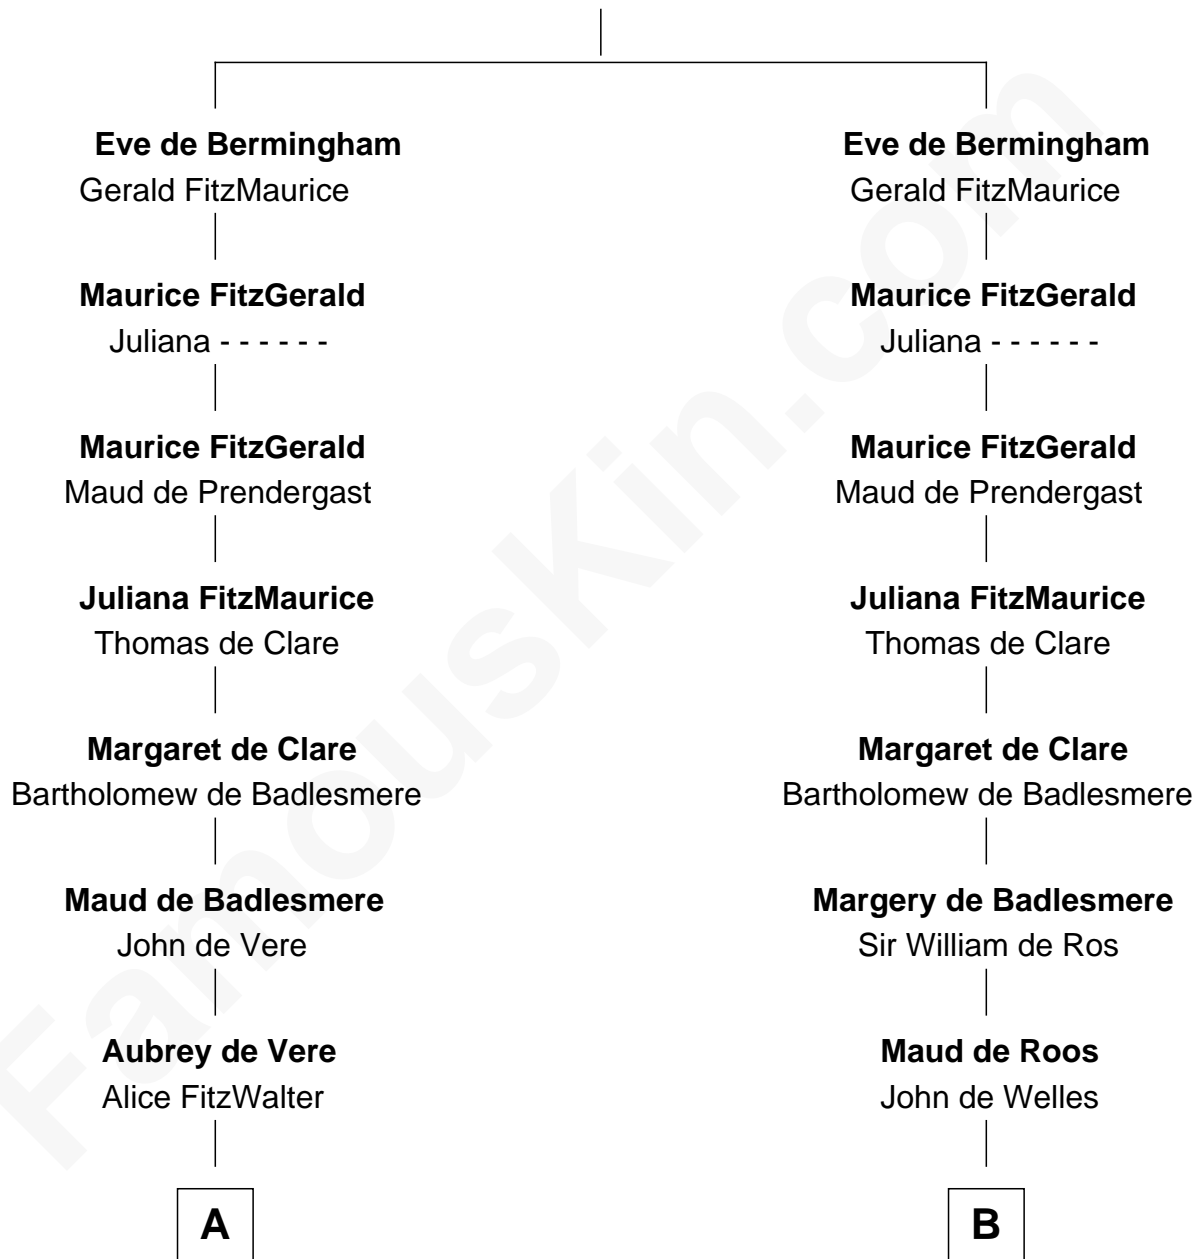 Eve de Bermingham
Gerald FitzMaurice
Maurice FitzGerald
Juliana - - - - - -
Maurice FitzGerald
Maud de Prendergast
Juliana FitzMaurice
Thomas de Clare
Margaret de Clare
Bartholomew de Badlesmere
Maud de Badlesmere
John de Vere
Aubrey de Vere
Alice FitzWalter
A
Eve de Bermingham
Gerald FitzMaurice
Maurice FitzGerald
Juliana - - - - - -
Maurice FitzGerald
Maud de Prendergast
Juliana FitzMaurice
Thomas de Clare
Margaret de Clare
Bartholomew de Badlesmere
Margery de Badlesmere
Sir William de Ros
Maud de Roos
John de Welles
B
FamousKin.com